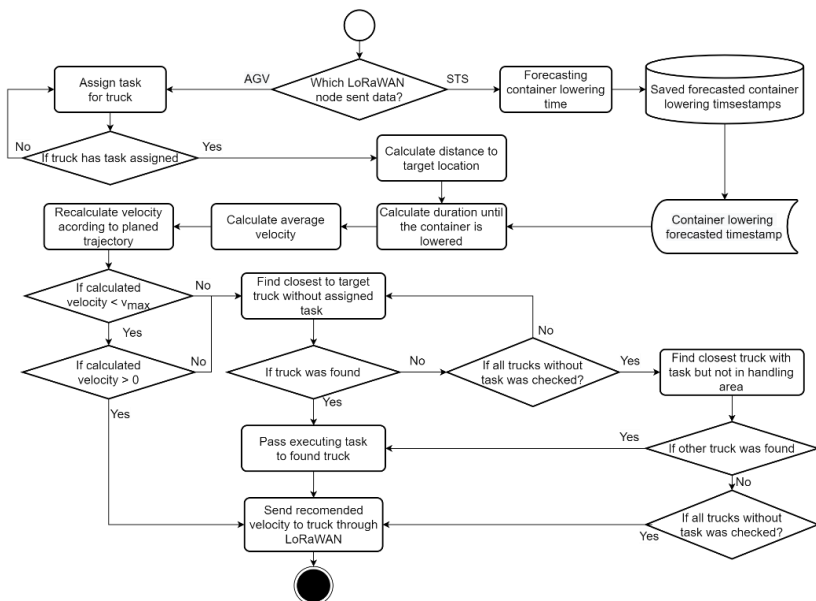 AGV
Which LoRaWAN
node sent data?
STS
Assign task
for truck
Forecasting
container lowering
time
Saved forecasted container
lowering timsestamps
No
If truck has task assigned
Yes
Calculate distance to
target location
Recalculate velocity
acording to planed
trajectory
Calculate average
velocity
Calculate duration until
the container is
lowered
Container lowering
forecasted timestamp
If calculated
velocity < vmax
No
Yes
Find closest to target
truck without assigned
task
No
If calculated
velocity > 0
No
Yes
If truck was found
No
Yes
If all trucks without
task was checked?
Yes
Find closest truck with
task but not in handling
area
Pass executing task
to found truck
Yes
If other truck was found
No
Send recomended
velocity to truck through
LoRaWAN
Yes
If all trucks without
task was checked?